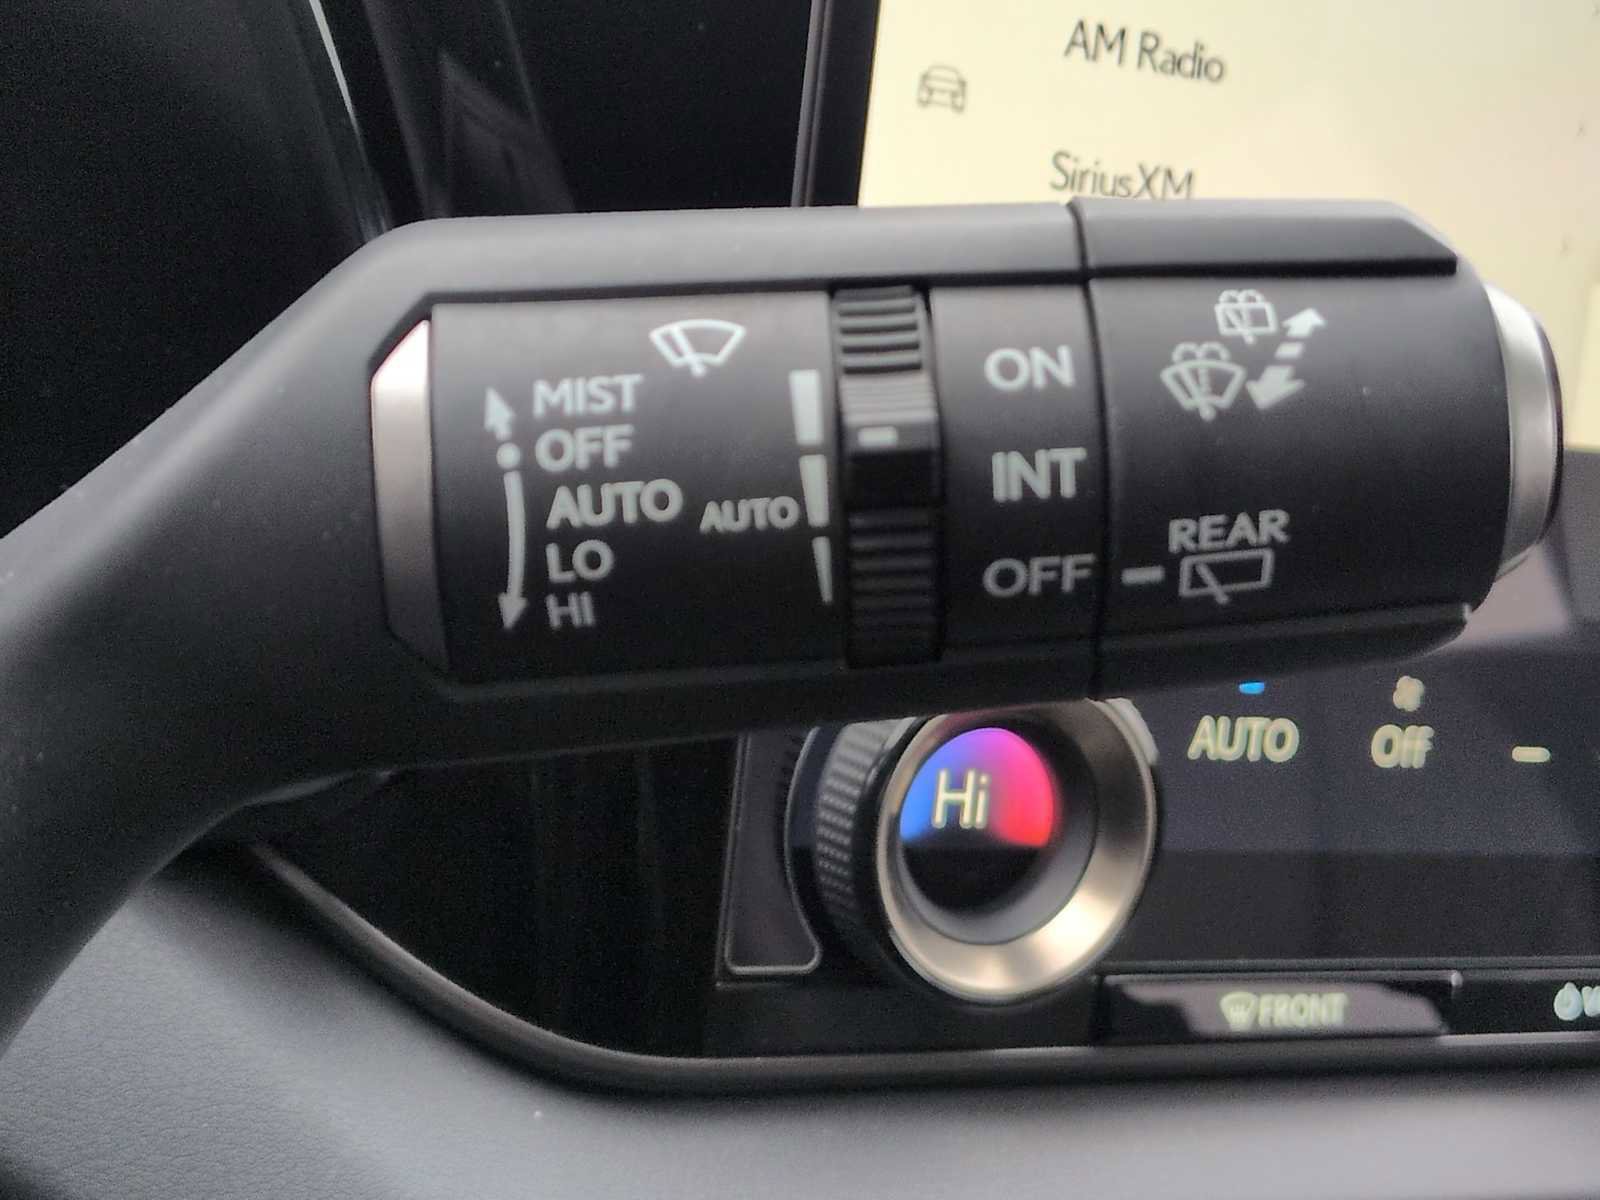 AM Radio
SiriusXM
MIST
OFF
AUTO
LO
HI
AUTO
ON
INT
OFF
REAR
Hi
AUTO
Off
FRONT